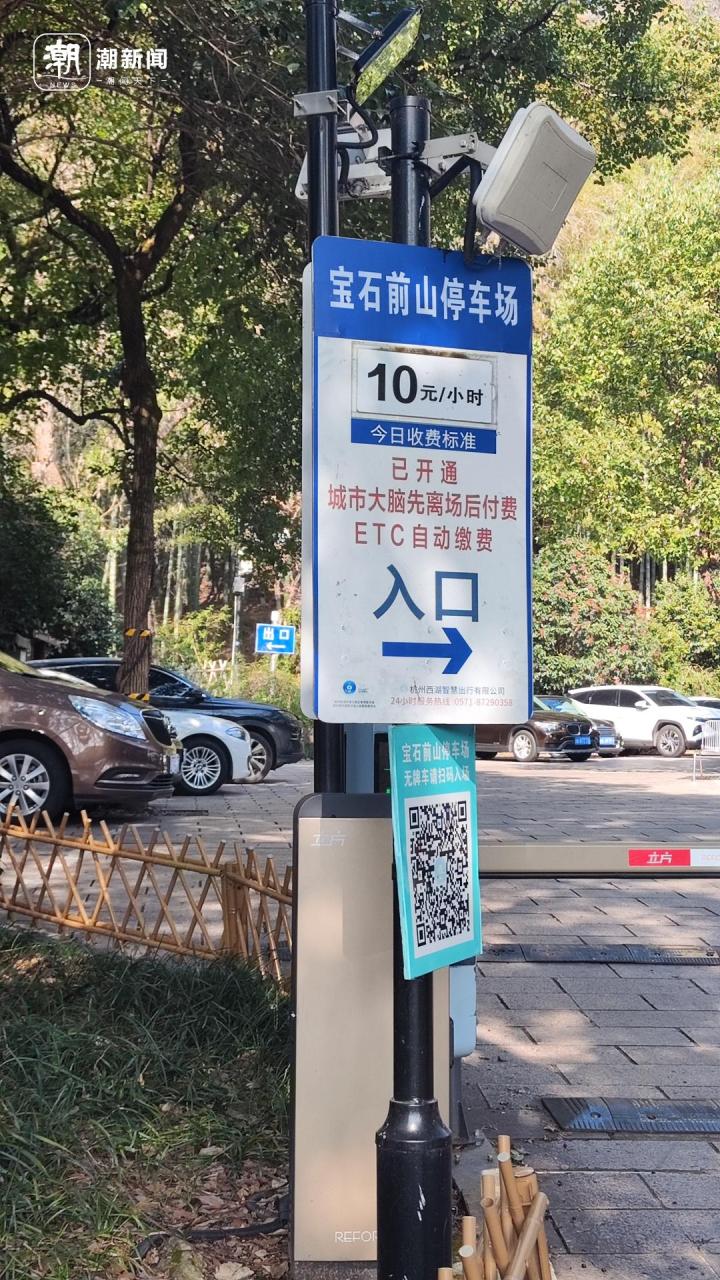 潮 潮新闻
NEWS
宝石前山停车场
10元/小时
今日收费标准
已开通
城市大脑先离场后付费
ETC自动缴费
入口
出口
杭州西湖智慧出行有限公司
24小时服务热线:0571-87290358
宝石前山停车场
无牌车请扫码入场
立方
立方
REFOR